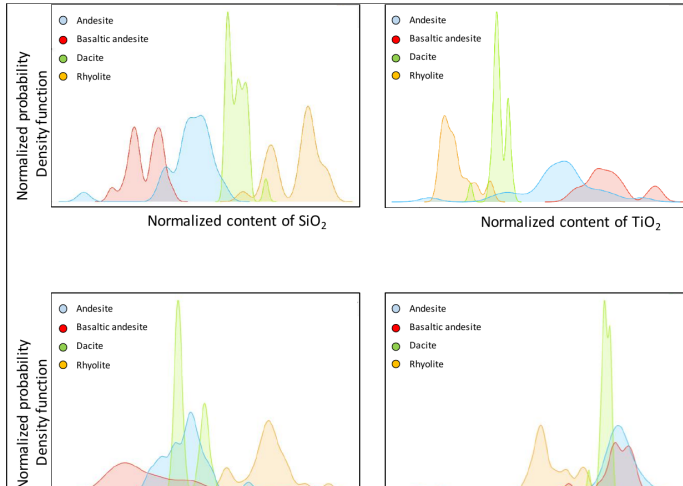 Andesite
Basaltic andesite
Dacite
Rhyolite
Normalized probability
Density function
Normalized content of SiO₂
Andesite
Basaltic andesite
Dacite
Rhyolite
Normalized content of TiO₂
Andesite
Basaltic andesite
Dacite
Rhyolite
Normalized probability
Density function
Andesite
Basaltic andesite
Dacite
Rhyolite